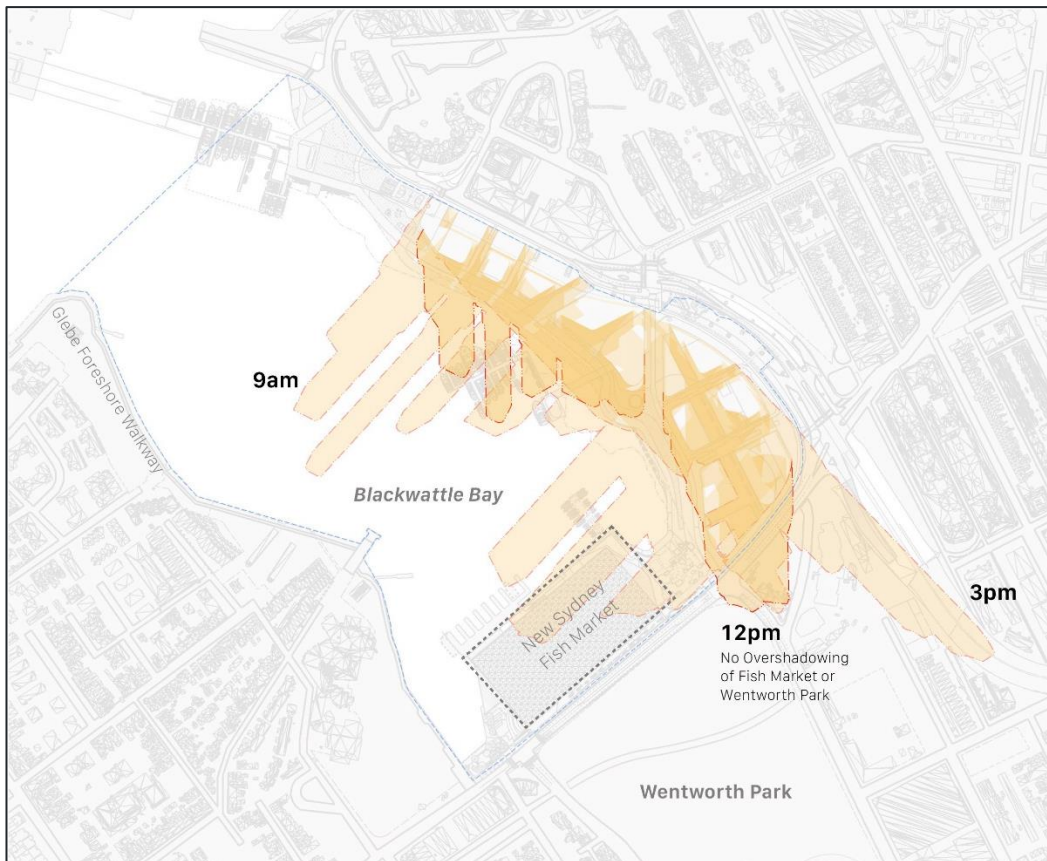 Glebe Foreshore Walkway
9am
Blackwattle Bay
New Sydney
Fish Market
3pm
12pm
No Overshadowing
of Fish Market or
Wentworth Park
Wentworth Park